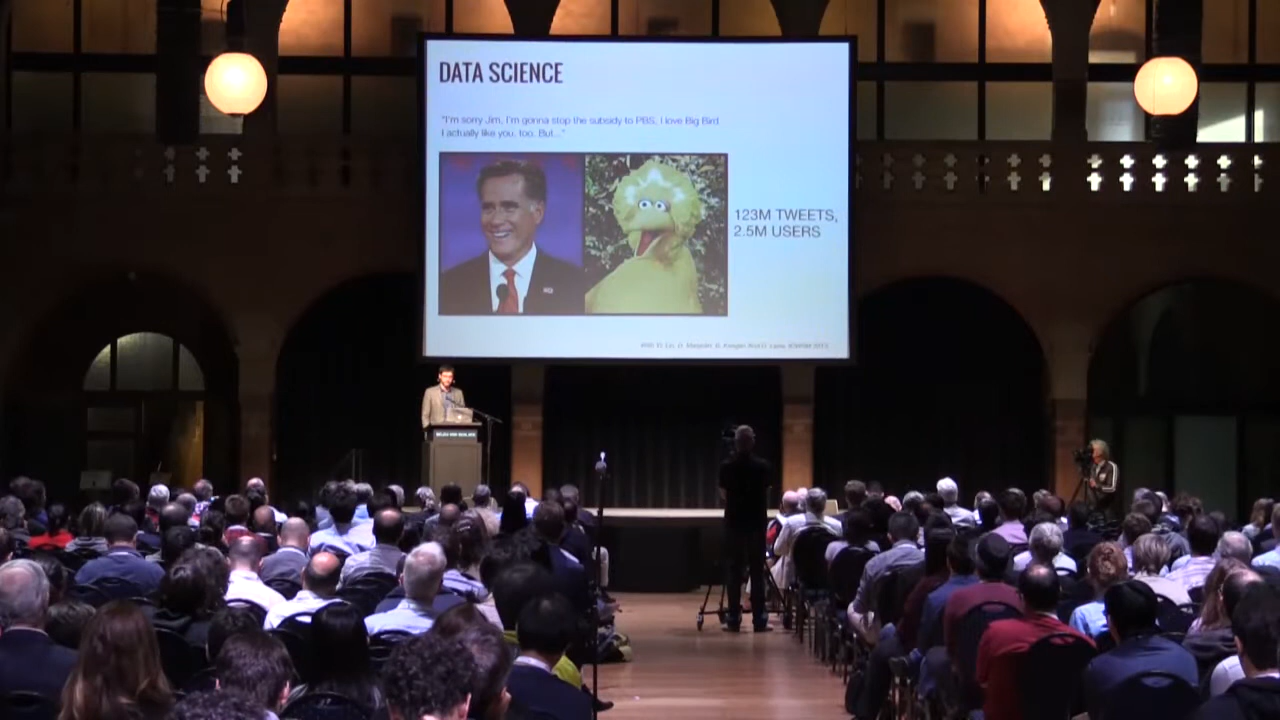 DATA SCIENCE
"I'm sorry Jim, I'm gonna stop the subsidy to PBS. I love Big Bird
I actually like you, too. But..."
123M TWEETS,
2.5M USERS